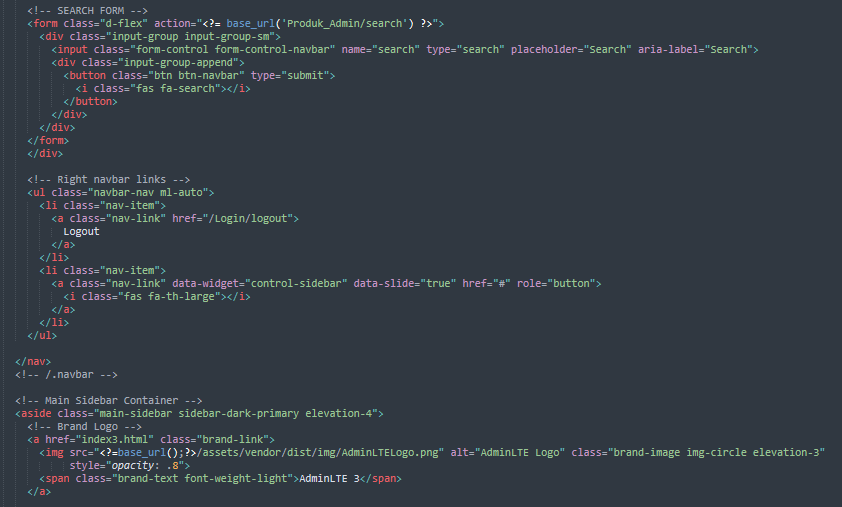 <!-- SEARCH FORM -->
<form class="d-flex" action="<?= base_url('Produk_Admin/search') ?>">
<div class="input-group input-group-sm">
<input class="form-control form-control-navbar" name="search" type="search" placeholder="Search" aria-label="Search">
<div class="input-group-append">
<button class="btn btn-navbar" type="submit">
<i class="fas fa-search"></i>
</button>
</div>
</div>
</form>
</div>
<!-- Right navbar links -->
<ul class="navbar-nav ml-auto">
<li class="nav-item">
<a class="nav-link" href="/Login/logout">
Logout
</a>
</li>
<li class="nav-item">
<a class="nav-link" data-widget="control-sidebar" data-slide="true" href="#" role="button">
<i class="fas fa-th-large"></i>
</a>
</li>
</ul>
</nav>
<!-- /.navbar -->
<!-- Main Sidebar Container -->
<aside class="main-sidebar sidebar-dark-primary elevation-4">
<!-- Brand Logo -->
<a href="index3.html" class="brand-link">
<img src="<?=base_url();?>/assets/vendor/dist/img/AdminLTELogo.png" alt="AdminLTE Logo" class="brand-image img-circle elevation-3"
style="opacity: .8">
<span class="brand-text font-weight-light">AdminLTE 3</span>
</a>